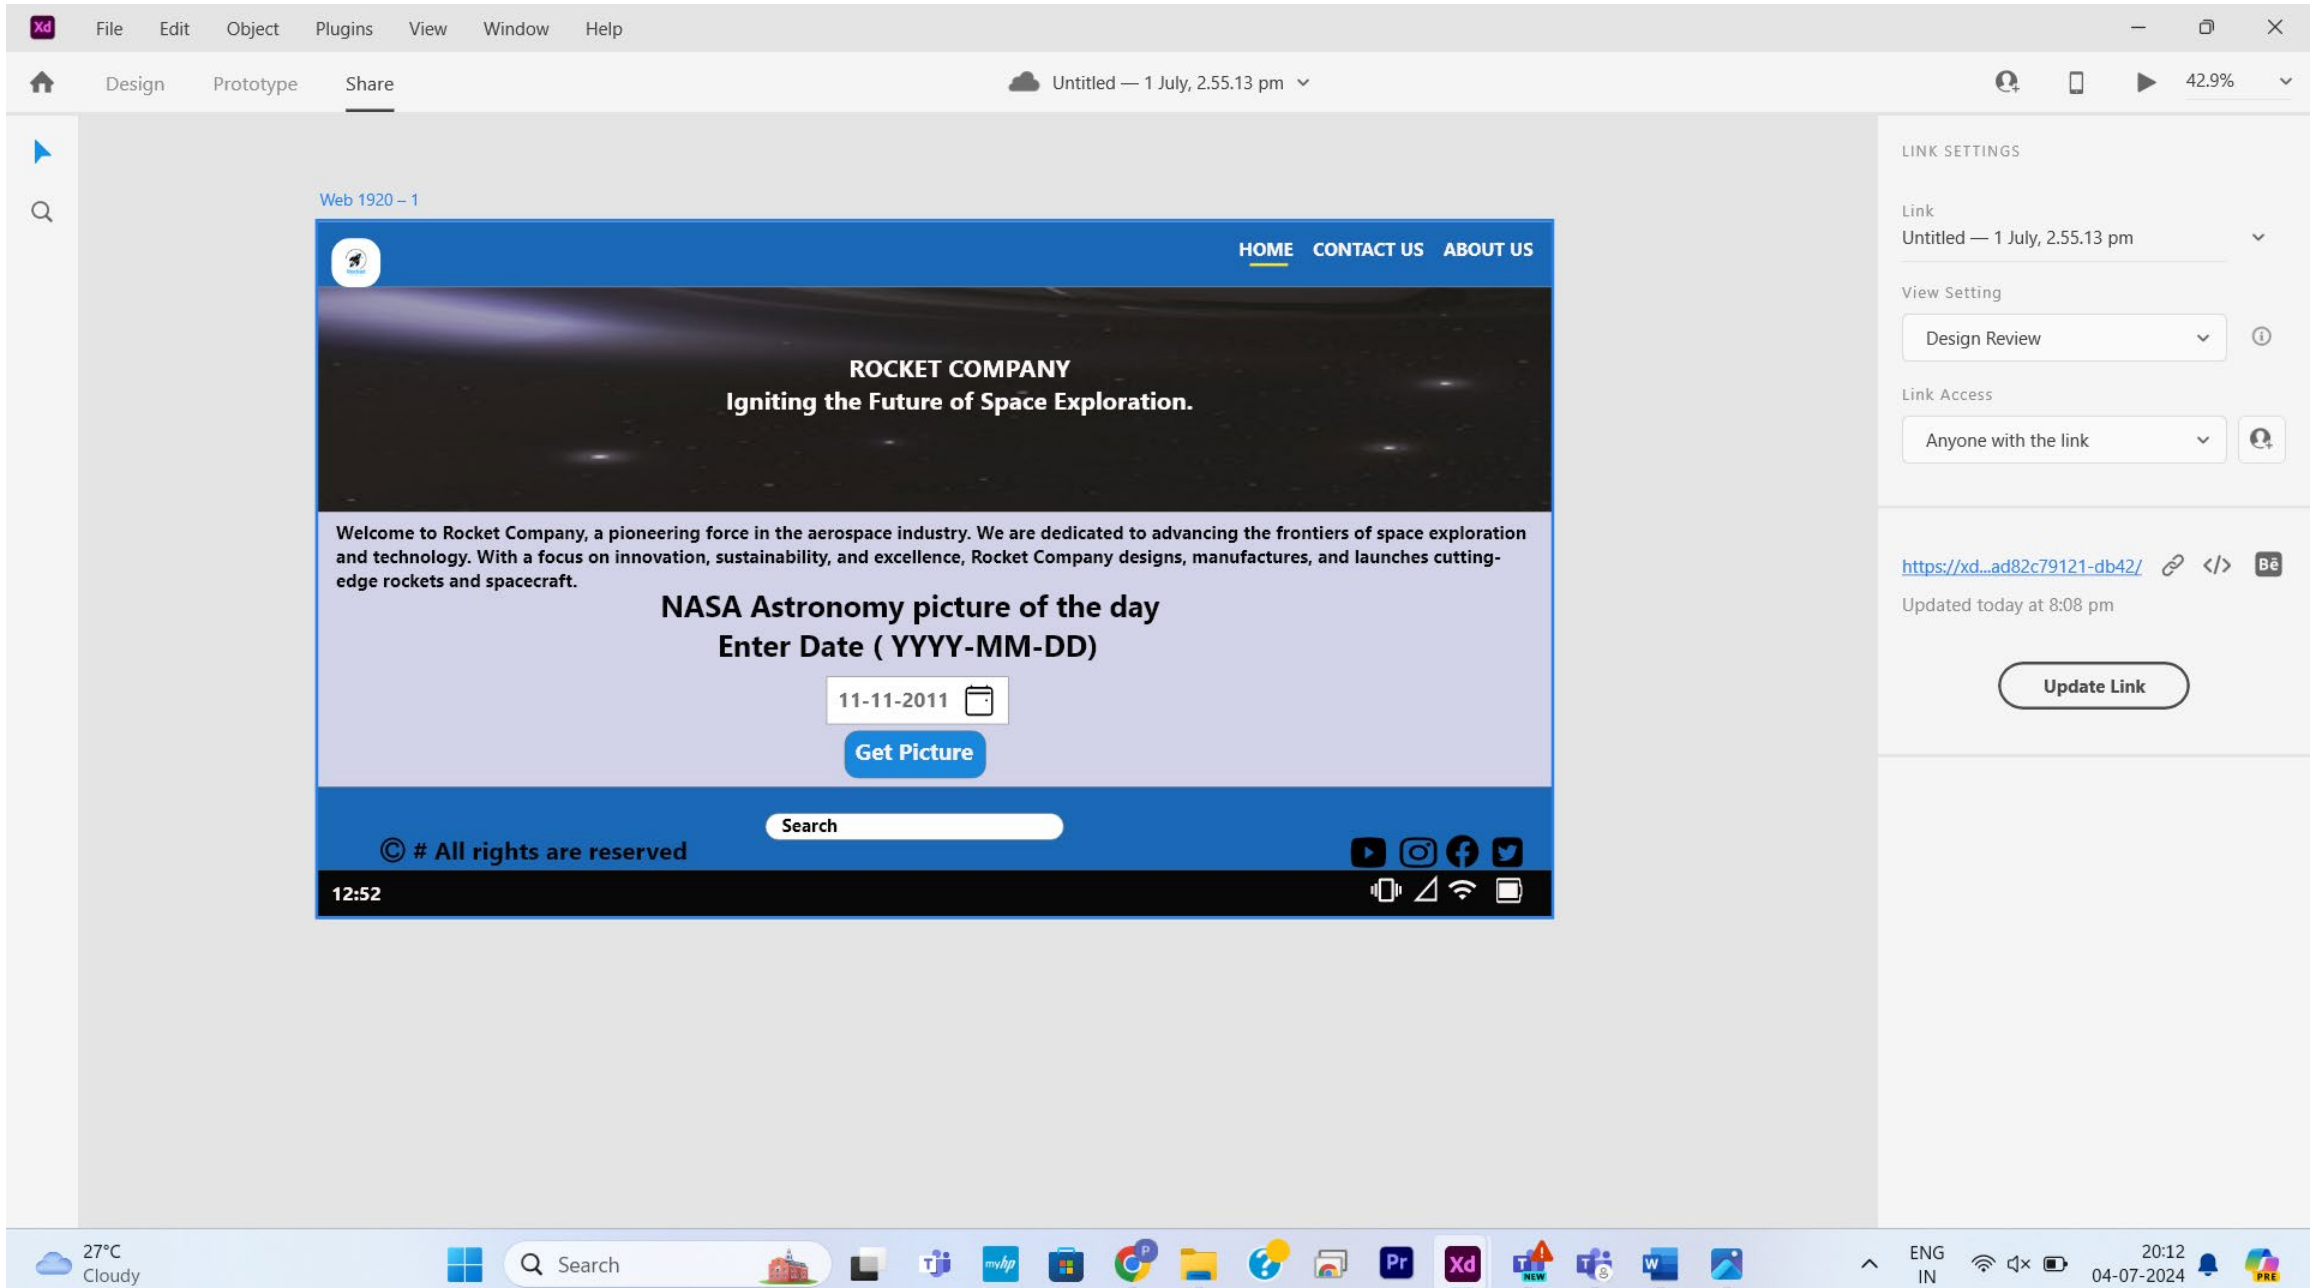 Xd File Edit Object Plugins View Window Help
Design Prototype Share
Untitled — 1 July, 2.55.13 pm
42.9%
Web 1920 – 1
HOME CONTACT US ABOUT US
ROCKET COMPANY
Igniting the Future of Space Exploration.
Welcome to Rocket Company, a pioneering force in the aerospace industry. We are dedicated to advancing the frontiers of space exploration
and technology. With a focus on innovation, sustainability, and excellence, Rocket Company designs, manufactures, and launches cutting-
edge rockets and spacecraft.
NASA Astronomy picture of the day
Enter Date ( YYYY-MM-DD)
11-11-2011
Get Picture
Search
© # All rights are reserved
12:52
LINK SETTINGS
Link
Untitled — 1 July, 2.55.13 pm
View Setting
Design Review
Link Access
Anyone with the link
https://xd...ad82c79121-db42/ </> Bē
Updated today at 8:08 pm
Update Link
27°C
Cloudy
Search
myhp
P
Pr
Xd
NEW
W
ENG
IN
20:12
04-07-2024
PRE